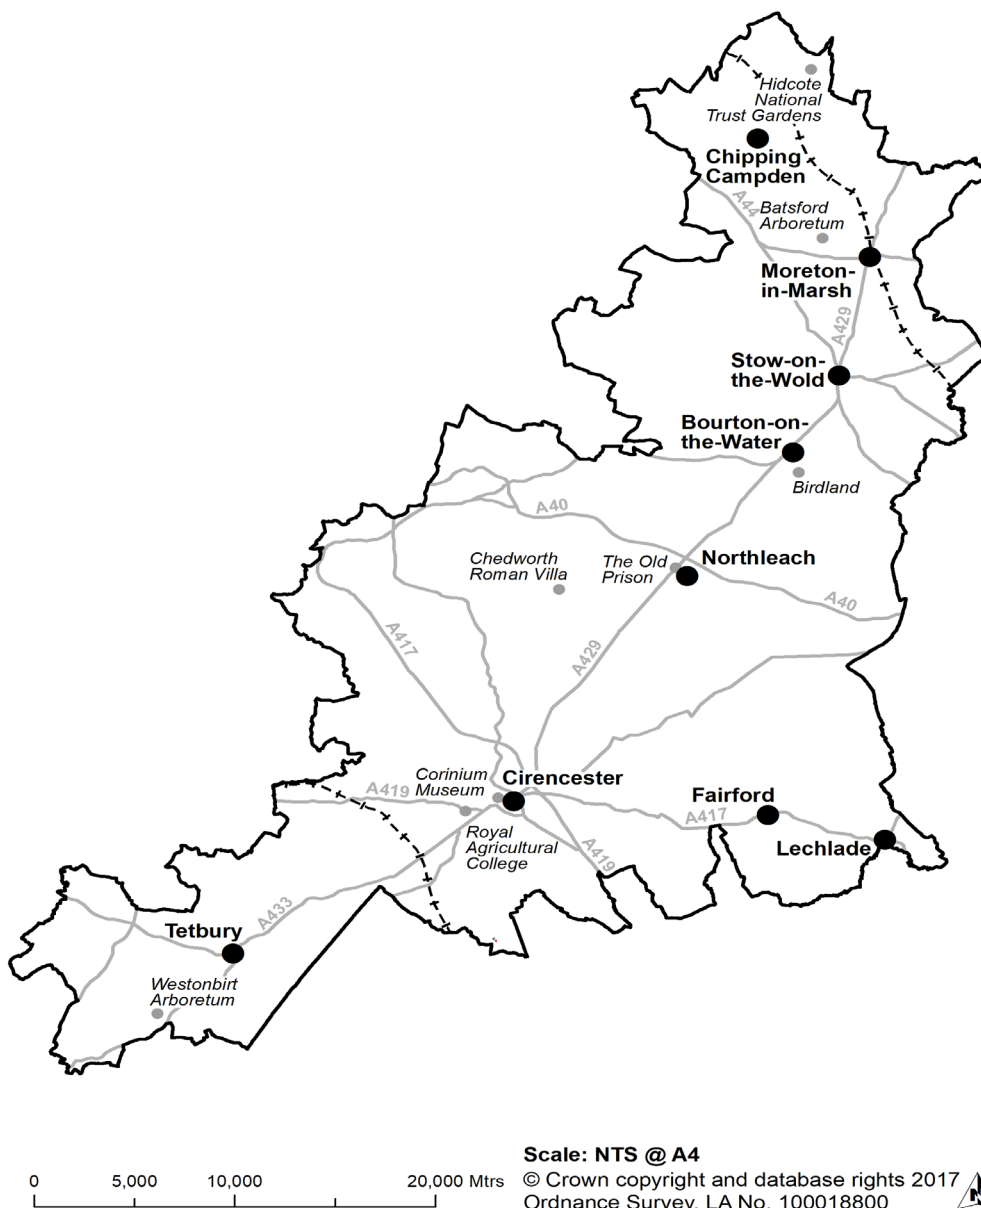 Hidcote
National
Trust Gardens
Chipping
Campden
A44
Batsford
Arboretum
Moreton-
in-Marsh
A429
Stow-on-
the-Wold
Bourton-on-
the-Water
Birdland
A40
Chedworth
Roman Villa
The Old
Prison
Northleach
A40
A417
A429
Corinium
Museum
Cirencester
A419
Royal
Agricultural
College
A419
A417
Fairford
Lechlade
A433
Tetbury
Westonbirt
Arboretum
0 5,000 10,000 20,000 Mtrs
Scale: NTS @ A4
© Crown copyright and database rights 2017
Ordnance Survey, LA No. 100018800
N